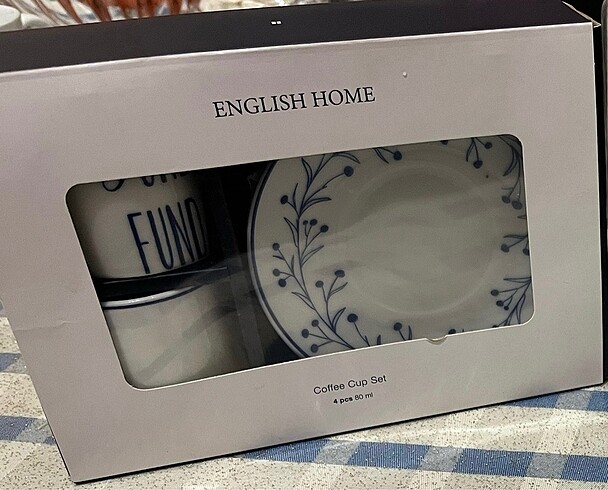 ENGLISH HOME
FUND
Coffee Cup Set
4 pcs 80 ml